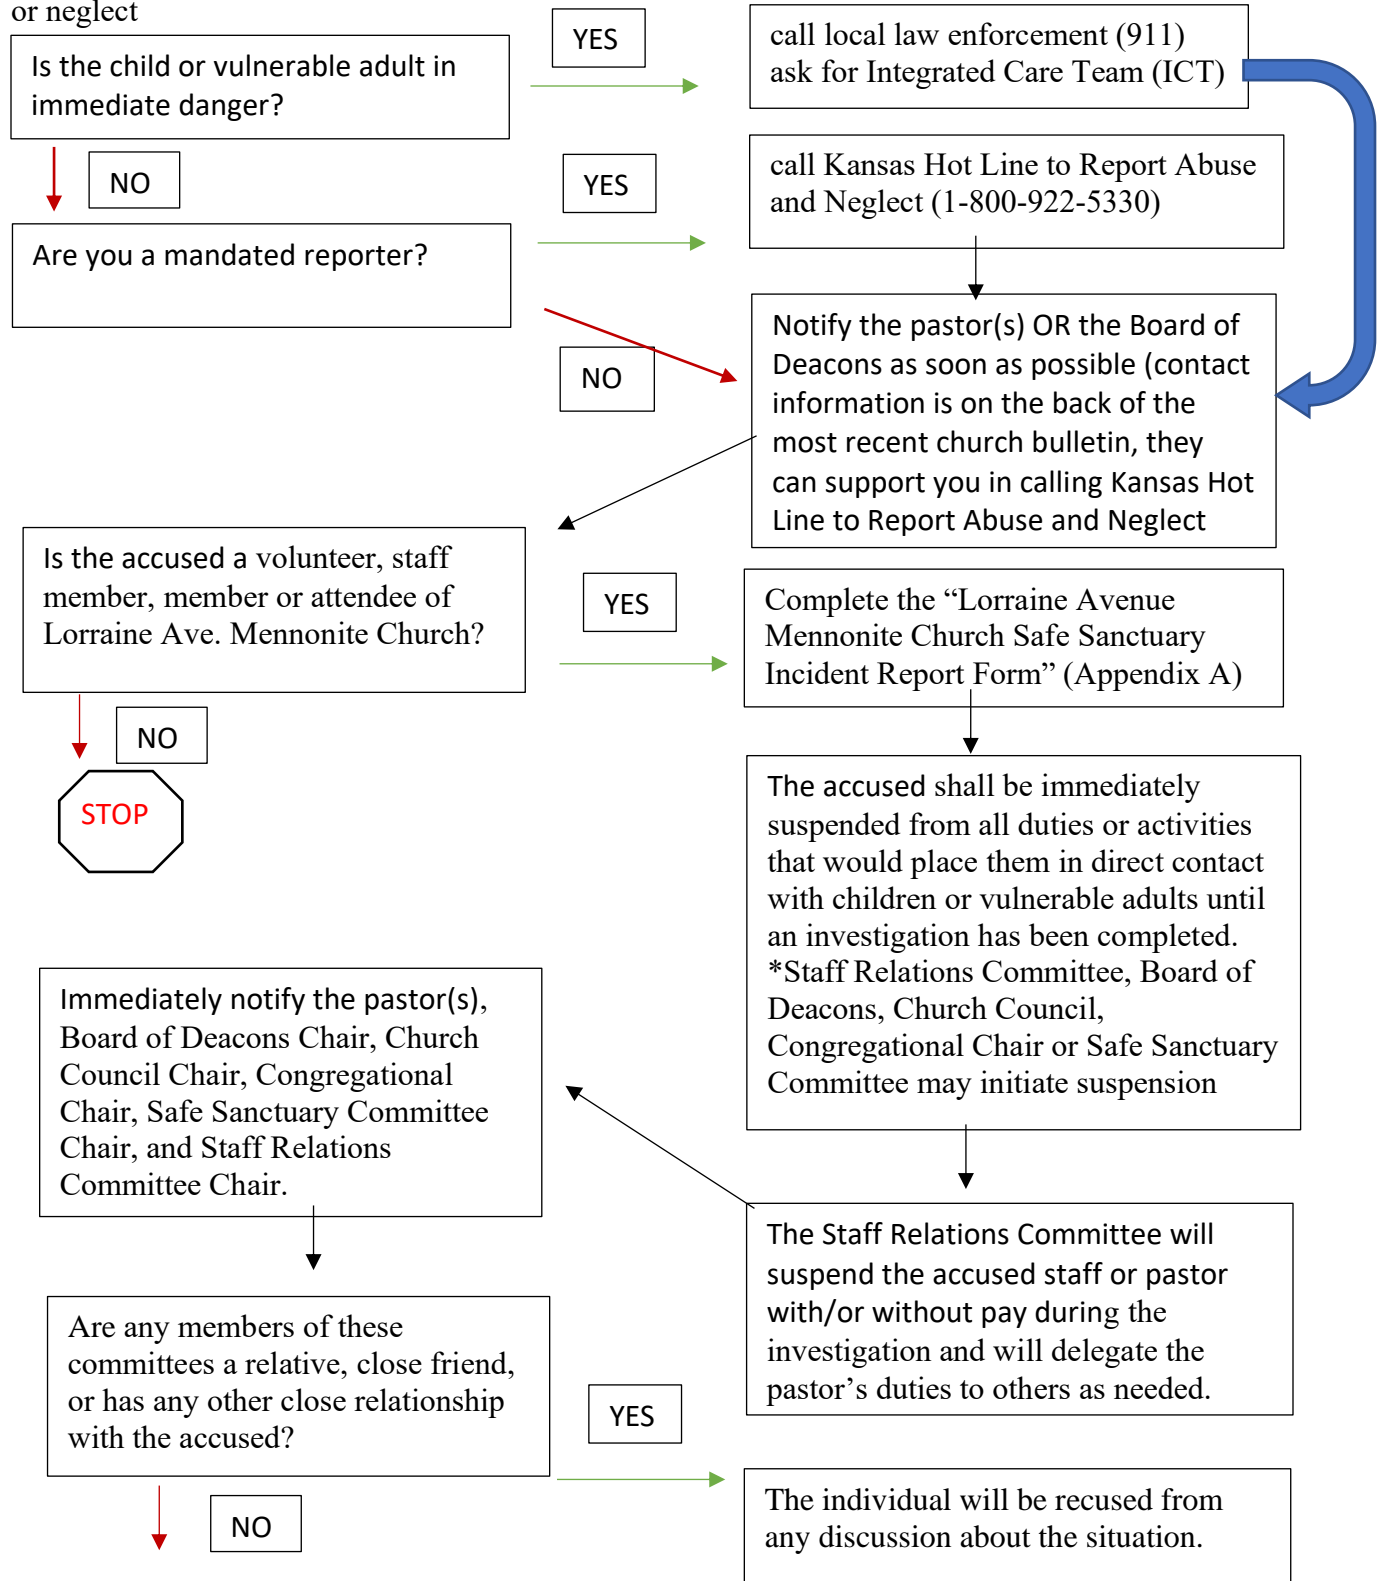 or neglect
Is the child or vulnerable adult in
immediate danger?
YES
call local law enforcement (911)
ask for Integrated Care Team (ICT)
NO
Are you a mandated reporter?
YES
call Kansas Hot Line to Report Abuse
and Neglect (1-800-922-5330)
NO
Notify the pastor(s) OR the Board of
Deacons as soon as possible (contact
information is on the back of the
most recent church bulletin, they
can support you in calling Kansas Hot
Line to Report Abuse and Neglect
Is the accused a volunteer, staff
member, member or attendee of
Lorraine Ave. Mennonite Church?
YES
Complete the “Lorraine Avenue
Mennonite Church Safe Sanctuary
Incident Report Form” (Appendix A)
NO
STOP
The accused shall be immediately
suspended from all duties or activities
that would place them in direct contact
with children or vulnerable adults until
an investigation has been completed.
*Staff Relations Committee, Board of
Deacons, Church Council,
Congregational Chair or Safe Sanctuary
Committee may initiate suspension
The Staff Relations Committee will
suspend the accused staff or pastor
with/or without pay during the
investigation and will delegate the
pastor’s duties to others as needed.
Immediately notify the pastor(s),
Board of Deacons Chair, Church
Council Chair, Congregational
Chair, Safe Sanctuary Committee
Chair, and Staff Relations
Committee Chair.
Are any members of these
committees a relative, close friend,
or has any other close relationship
with the accused?
YES
The individual will be recused from
any discussion about the situation.
NO